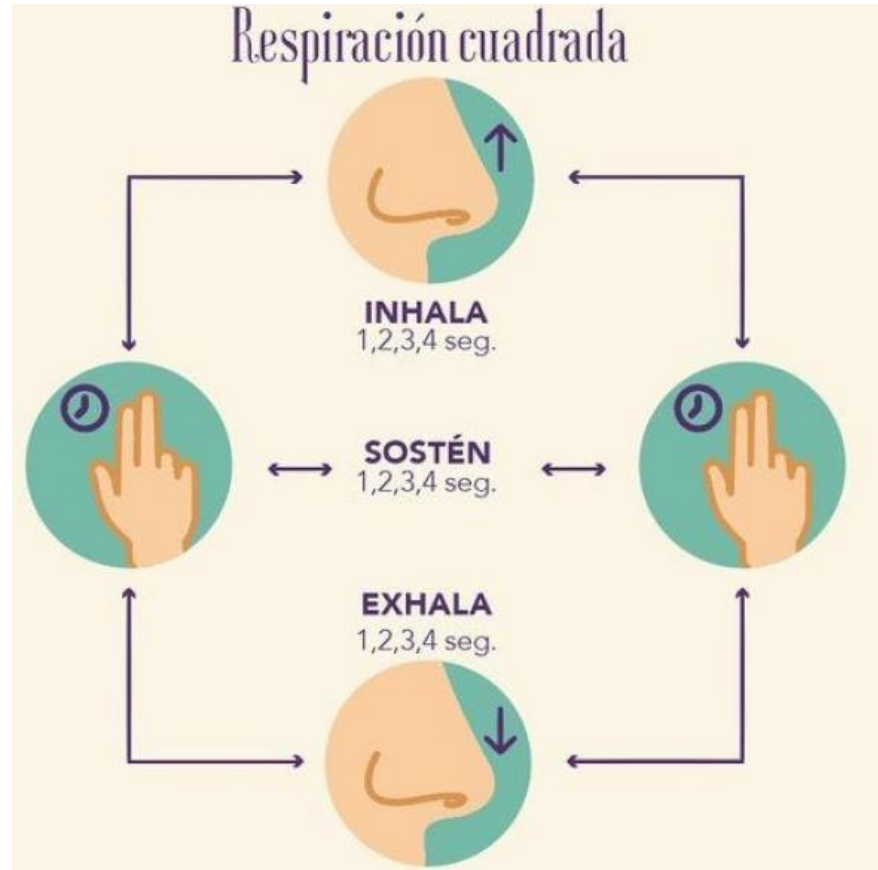 Respiración cuadrada
INHALA
1,2,3,4 seg.
SOSTÉN
1,2,3,4 seg.
EXHALA
1,2,3,4 seg.